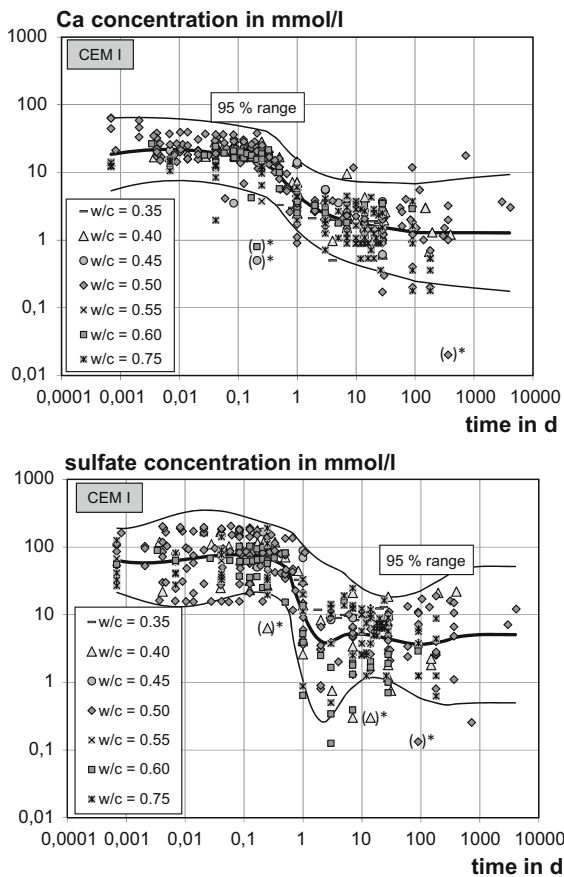 Ca concentration in mmol/l
1000
CEM I
100
95 % range
10
w/c = 0.35
w/c = 0.40
1
( )*
w/c = 0.45
( )*
w/c = 0.50
0,1
w/c = 0.55
w/c = 0.60
w/c = 0.75
( )*
0,01
0,0001 0,001 0,01 0,1 1 10 100 1000 10000
time in d
sulfate concentration in mmol/l
1000
CEM I
100
95 % range
10
w/c = 0.35
( )*
w/c = 0.40
1
w/c = 0.45
w/c = 0.50
( )*
w/c = 0.55
( )*
0,1
w/c = 0.60
w/c = 0.75
0,01
0,0001 0,001 0,01 0,1 1 10 100 1000 10000
time in d